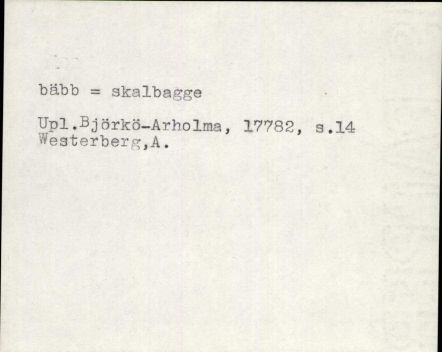 bäbb = skalbagge
Upl.Björkö-Arholma, 17782, s.14
Westerberg,A.